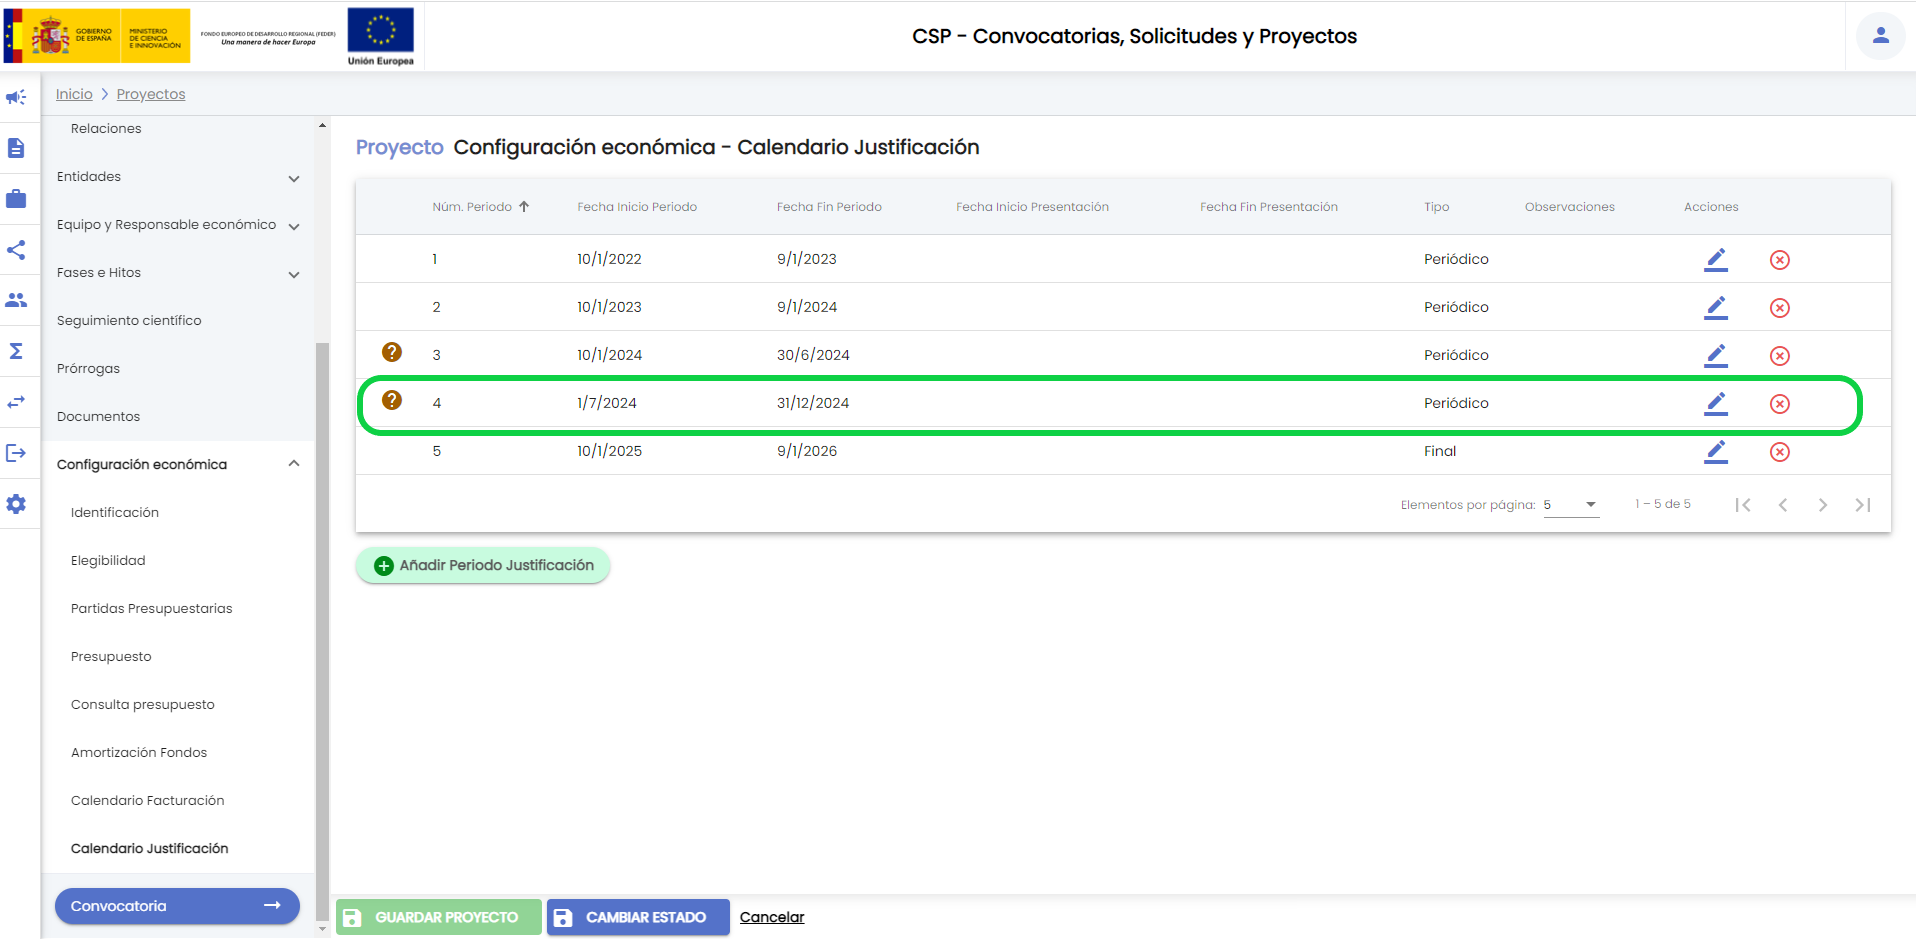 GOBIERNO
DE ESPAÑA
MINISTERIO
DE CIENCIA
E INNOVACIÓN
FONDO EUROPEO DE DESARROLLO REGIONAL (FEDER)
Una manera de hacer Europa
Unión Europea
CSP - Convocatorias, Solicitudes y Proyectos
Inicio > Proyectos
Relaciones
Entidades
Equipo y Responsable económico
Fases e Hitos
Seguimiento científico
Prórrogas
Documentos
Configuración económica
Identificación
Elegibilidad
Partidas Presupuestarias
Presupuesto
Consulta presupuesto
Amortización Fondos
Calendario Facturación
Calendario Justificación
Convocatoria
Proyecto Configuración económica - Calendario Justificación
Núm. Periodo Fecha Inicio Periodo Fecha Fin Periodo Fecha Inicio Presentación Fecha Fin Presentación Tipo Observaciones Acciones
1 10/1/2022 9/1/2023 Periódico
2 10/1/2023 9/1/2024 Periódico
? 3 10/1/2024 30/6/2024 Periódico
? 4 1/7/2024 31/12/2024 Periódico
5 10/1/2025 9/1/2026 Final
Elementos por página: 5 1 – 5 de 5
Añadir Periodo Justificación
GUARDAR PROYECTO CAMBIAR ESTADO Cancelar